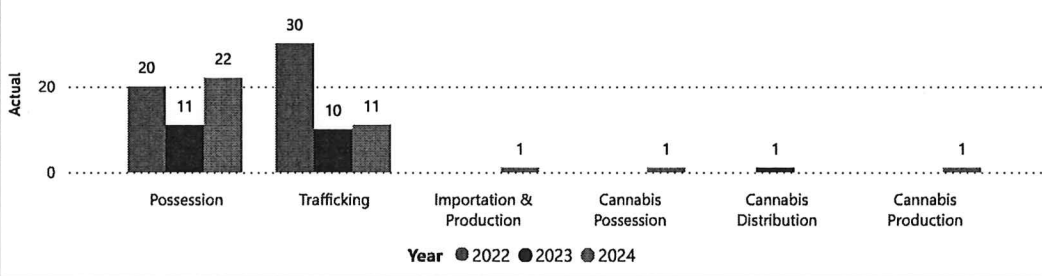 30
20
22
11
10
11
1
1
1
1
Actual
20
0
Possession
Trafficking
Importation &
Production
Cannabis
Possession
Cannabis
Distribution
Cannabis
Production
Year 2022 2023 2024